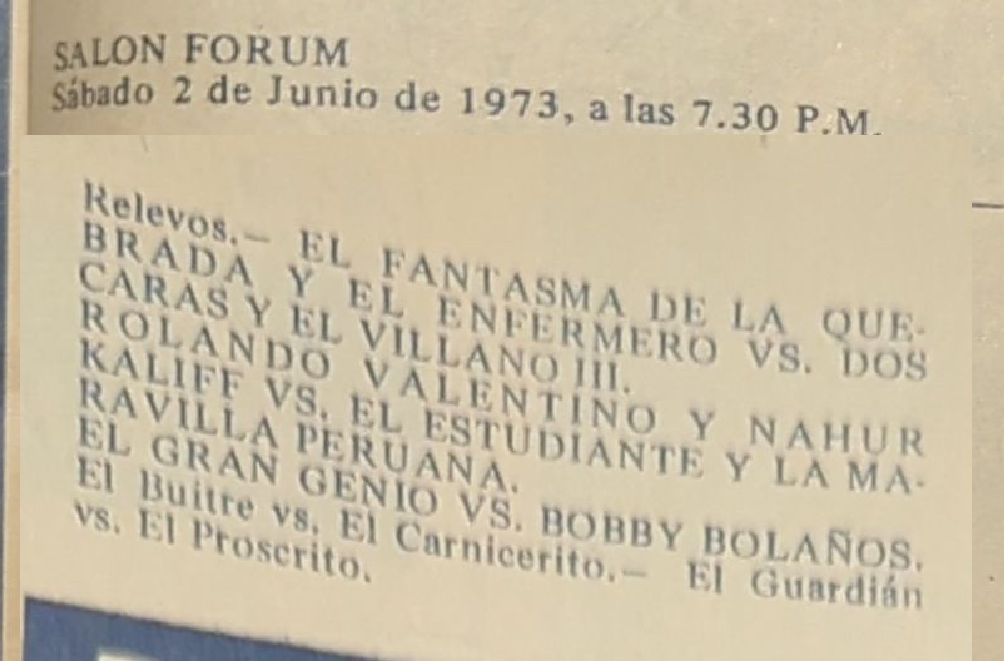 SALON FORUM
Sábado 2 de Junio de 1973, a las 7.30 P.M.
Relevos.— EL FANTASMA DE LA QUE-
BRADA Y EL ENFERMERO VS. DOS
CARAS Y EL VILLANO III.
ROLANDO VALENTINO Y NAHUR
KALIFF VS. EL ESTUDIANTE Y LA MA-
RAVILLA PERUANA.
EL GRAN GENIO VS. BOBBY BOLAÑOS.
El Buitre vs. El Carnicerito.— El Guardián
vs. El Proscrito.